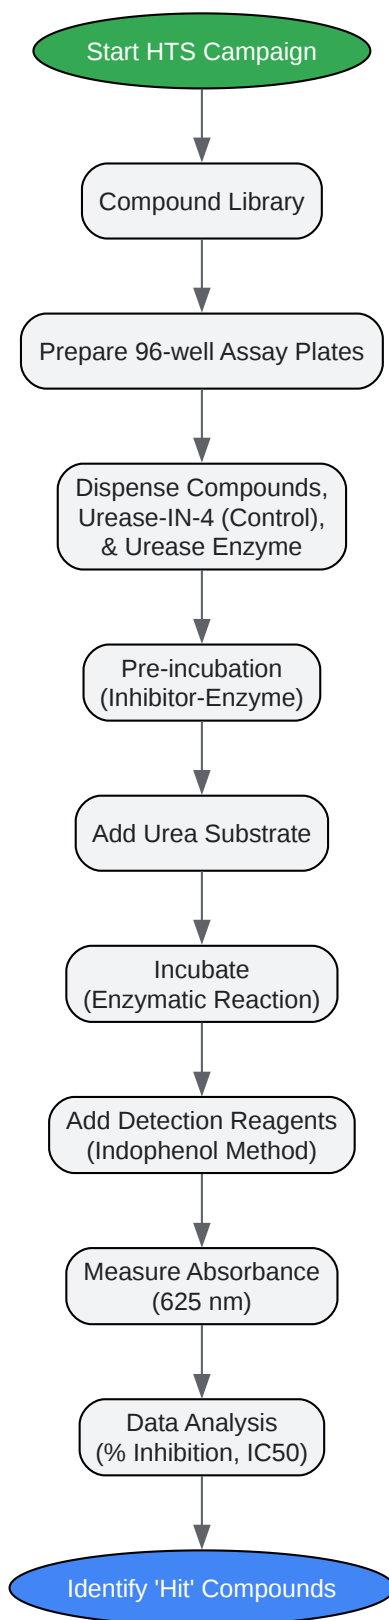 Start HTS Campaign
Compound Library
Prepare 96-well Assay Plates
Dispense Compounds,
Urease-IN-4 (Control),
& Urease Enzyme
Pre-incubation
(Inhibitor-Enzyme)
Add Urea Substrate
Incubate
(Enzymatic Reaction)
Add Detection Reagents
(Indophenol Method)
Measure Absorbance
(625 nm)
Data Analysis
(% Inhibition, IC50)
Identify 'Hit' Compounds